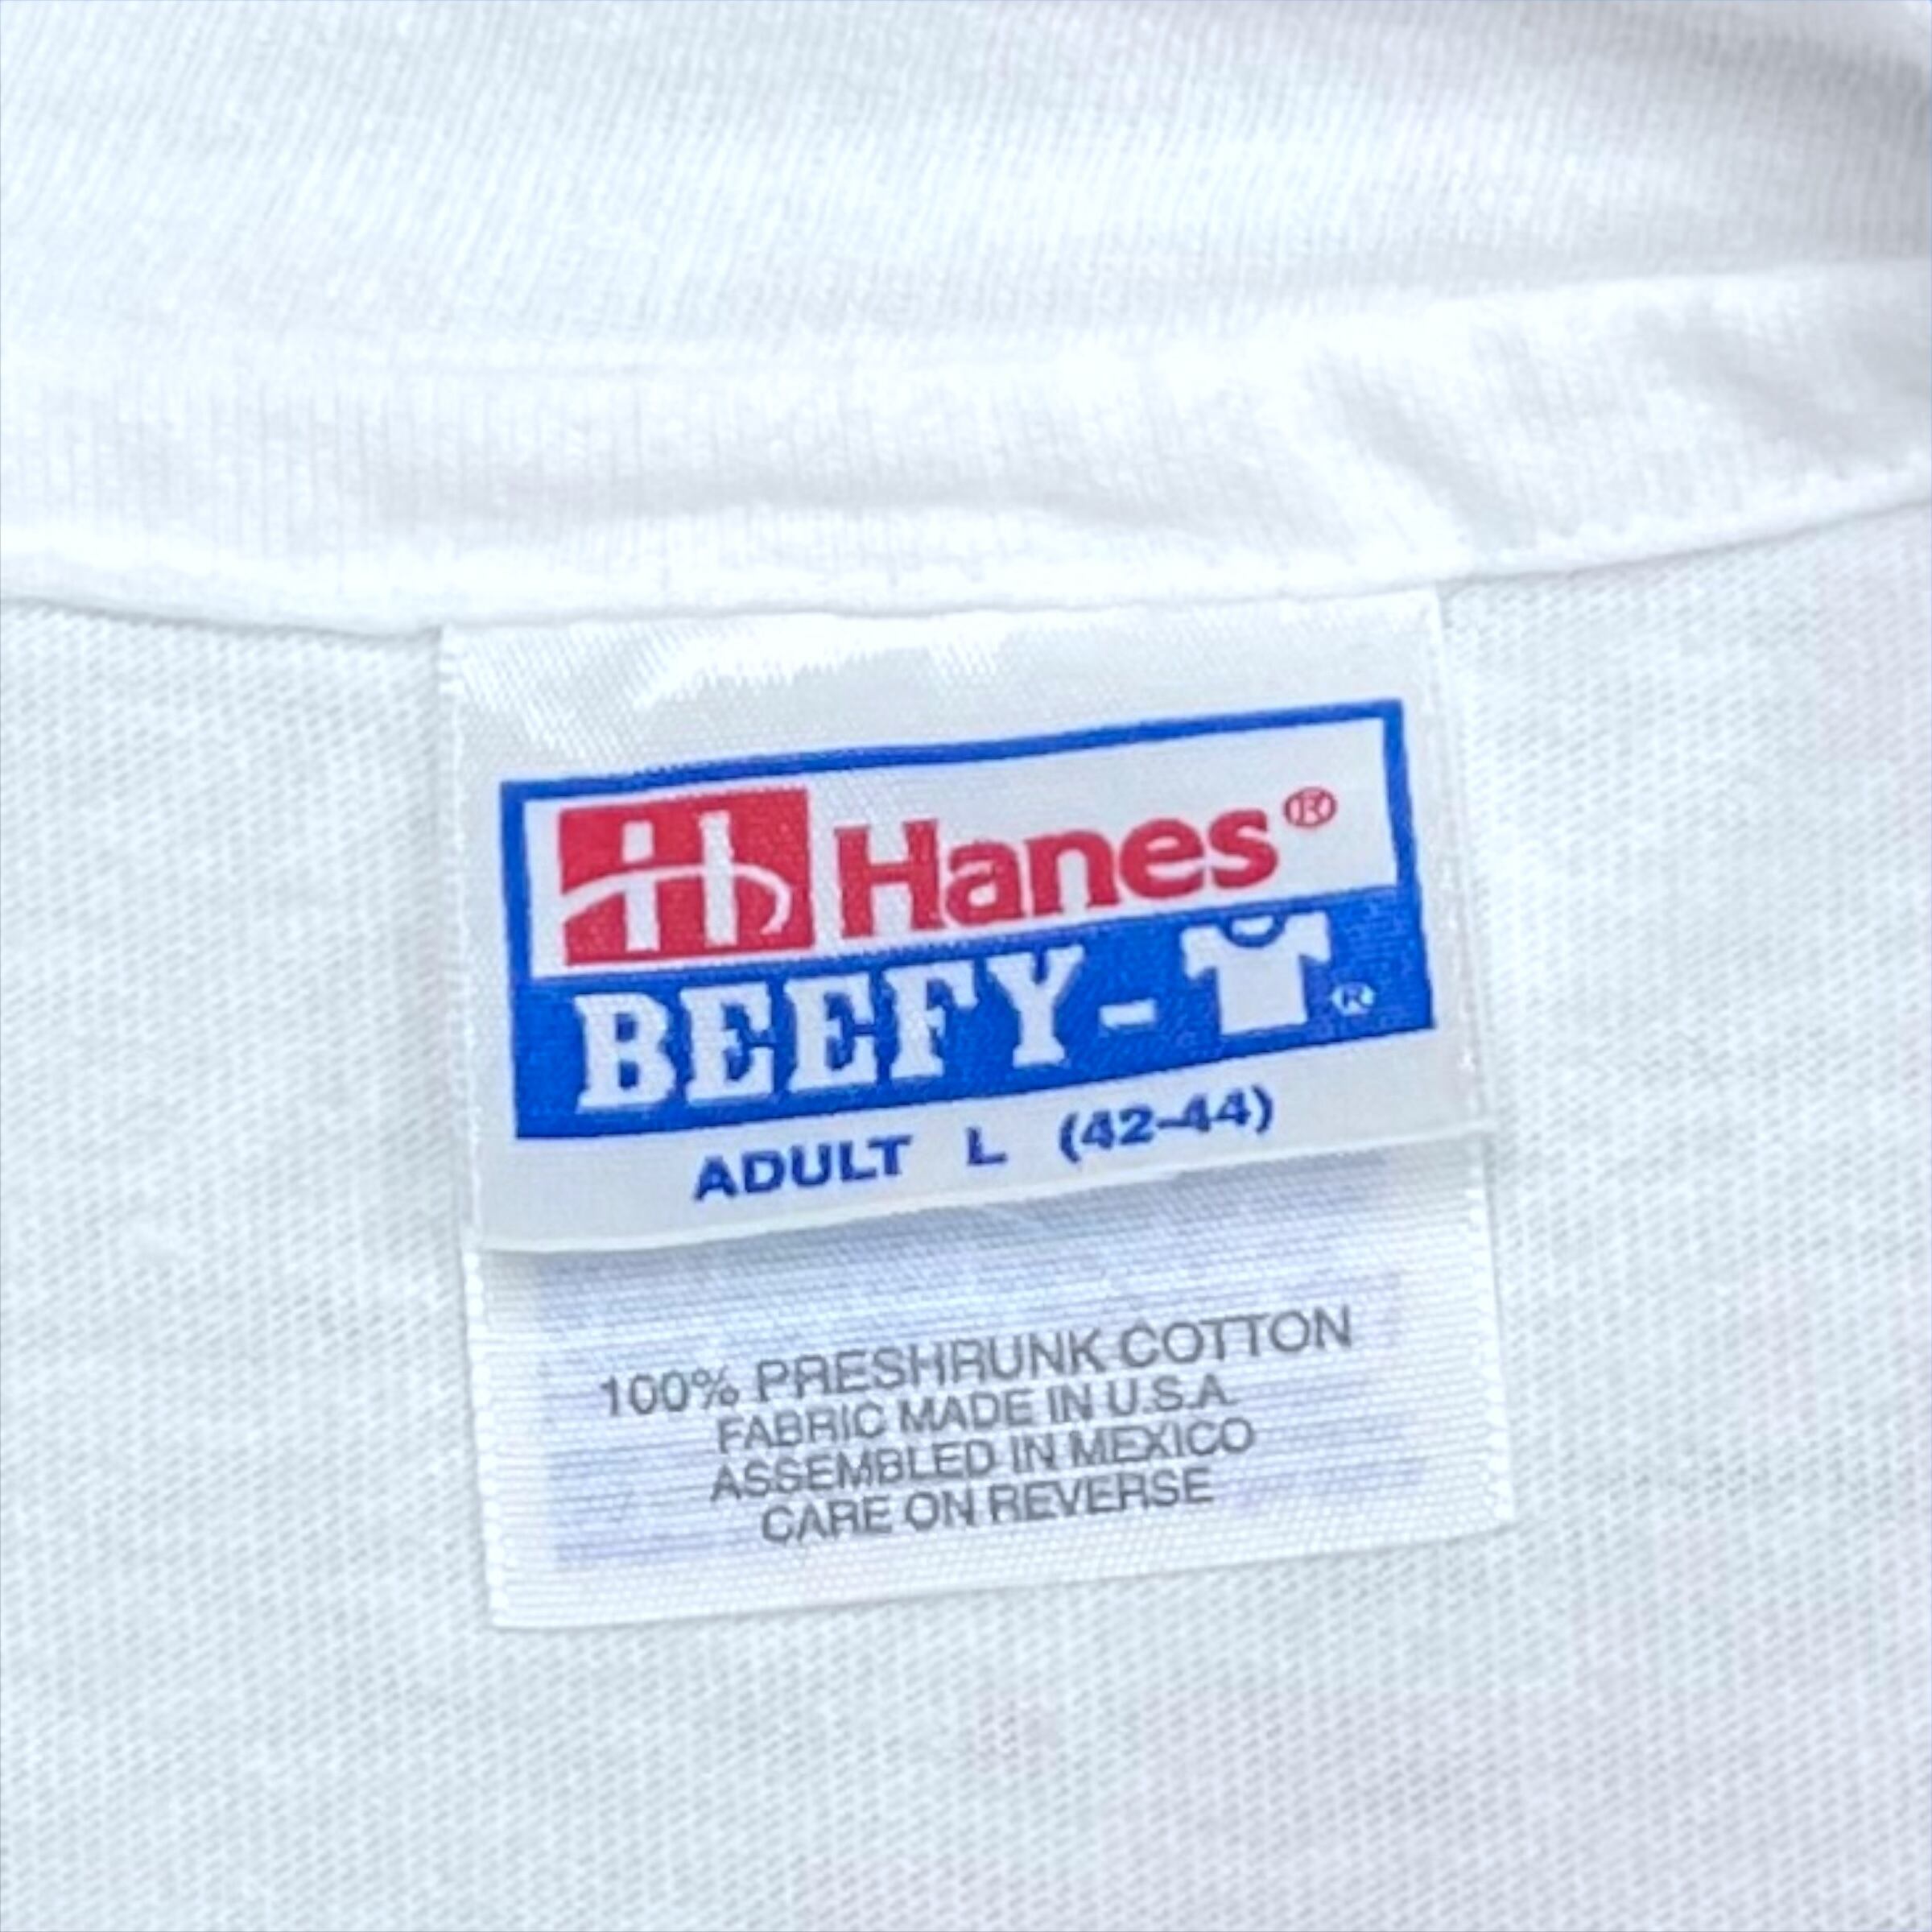 H Hanes®
BEEFY-T®
ADULT L (42-44)
100% PRESHRUNK COTTON
FABRIC MADE IN U.S.A.
ASSEMBLED IN MEXICO
CARE ON REVERSE